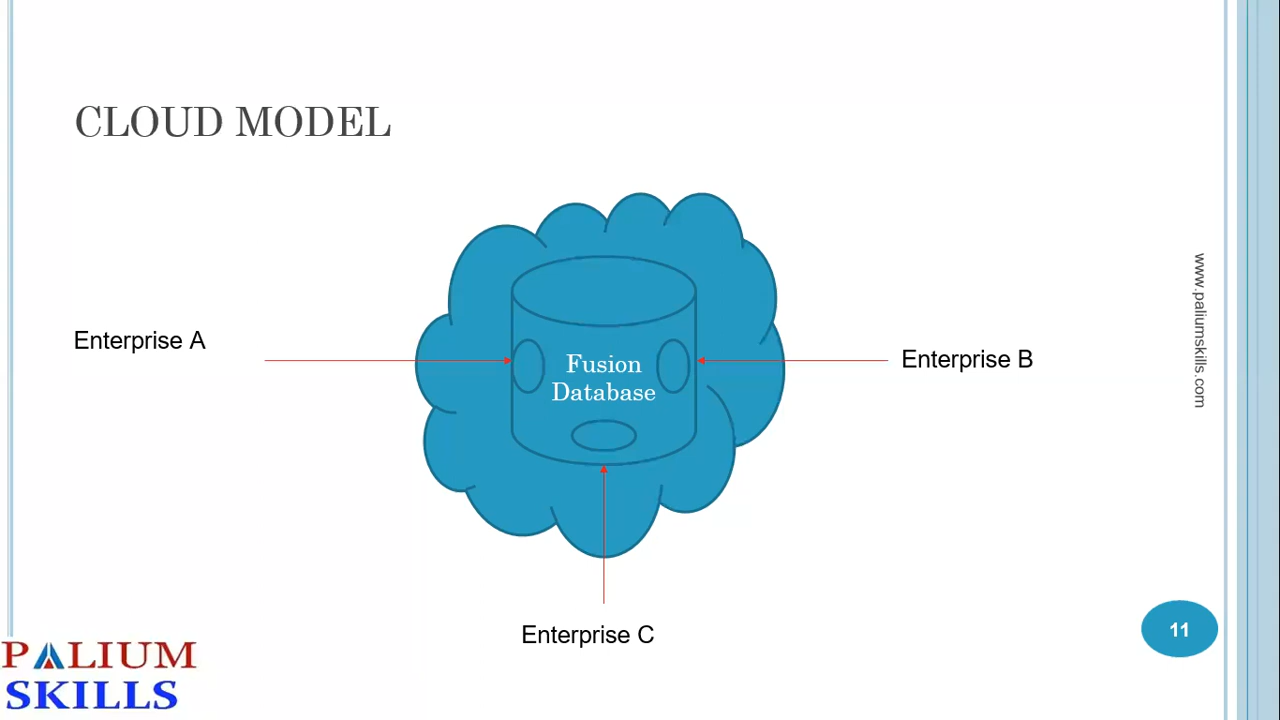 CLOUD MODEL
Enterprise A
Fusion
Database
Enterprise B
Enterprise C
www.paliumskills.com
11
PALIUM
SKILLS